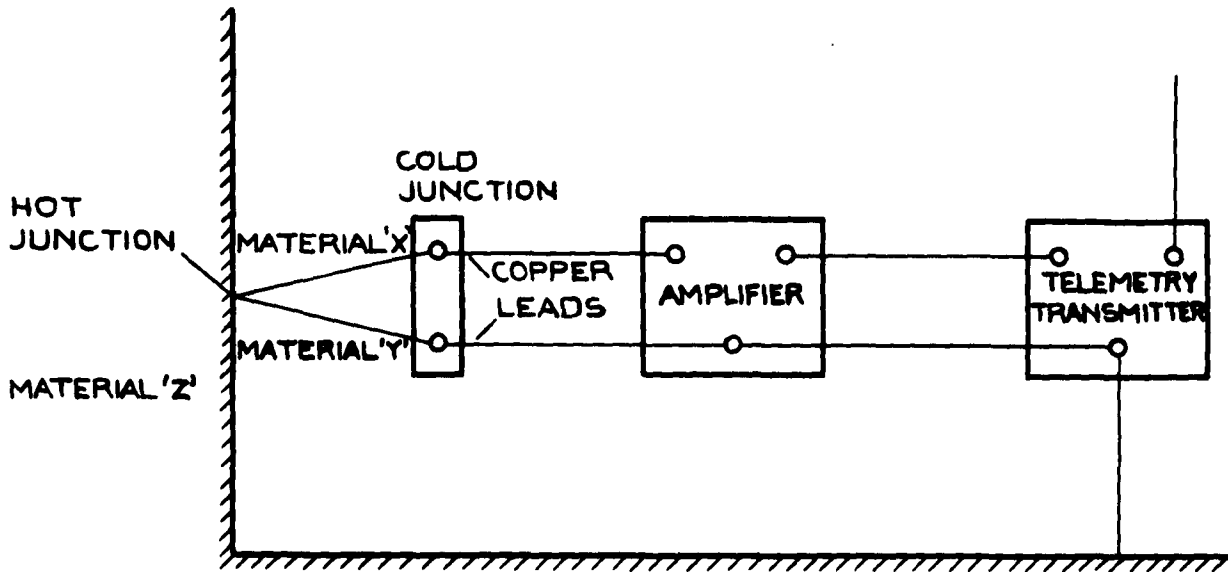 COLD
JUNCTION
HOT
JUNCTION
MATERIAL'X'
COPPER
LEADS
AMPLIFIER
TELEMETRY
TRANSMITTER
MATERIAL'Y'
MATERIAL'Z'